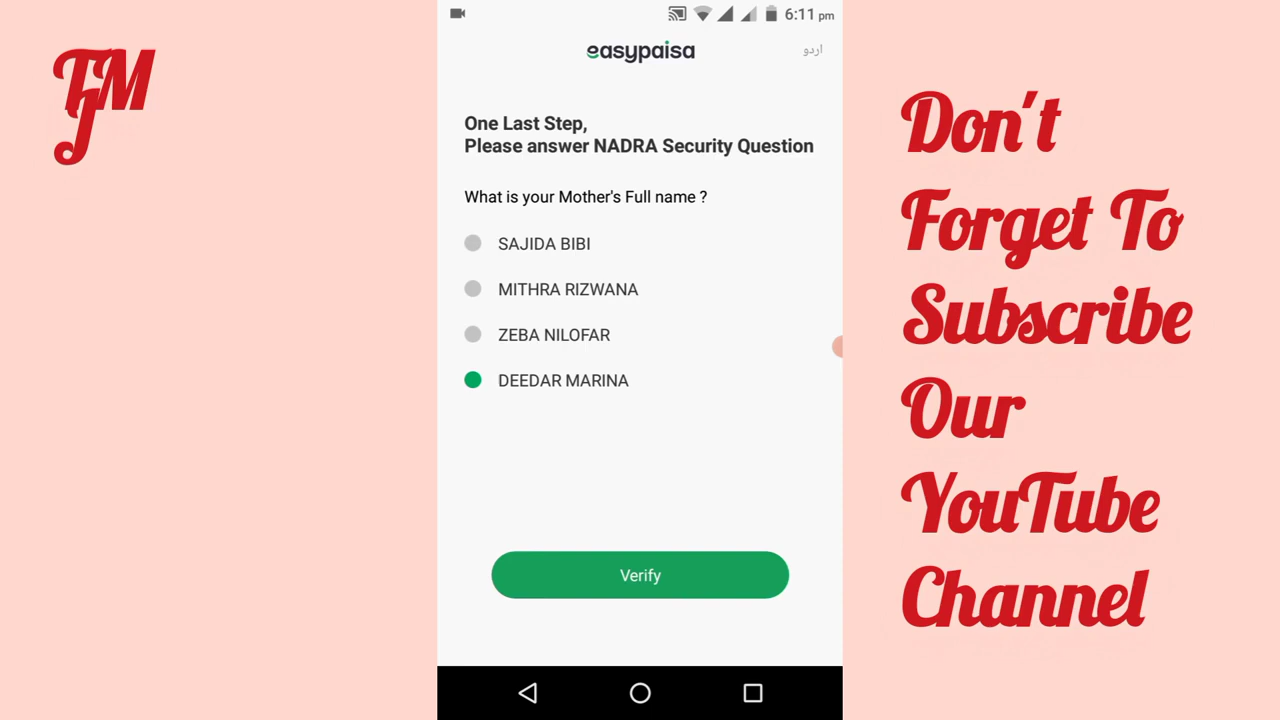 TM
J
6:11 pm
easypaisa
اردو
One Last Step,
Please answer NADRA Security Question
What is your Mother's Full name ?
SAJIDA BIBI
MITHRA RIZWANA
ZEBA NILOFAR
DEEDAR MARINA
Verify
Don't
Forget To
Subscribe
Our
YouTube
Channel